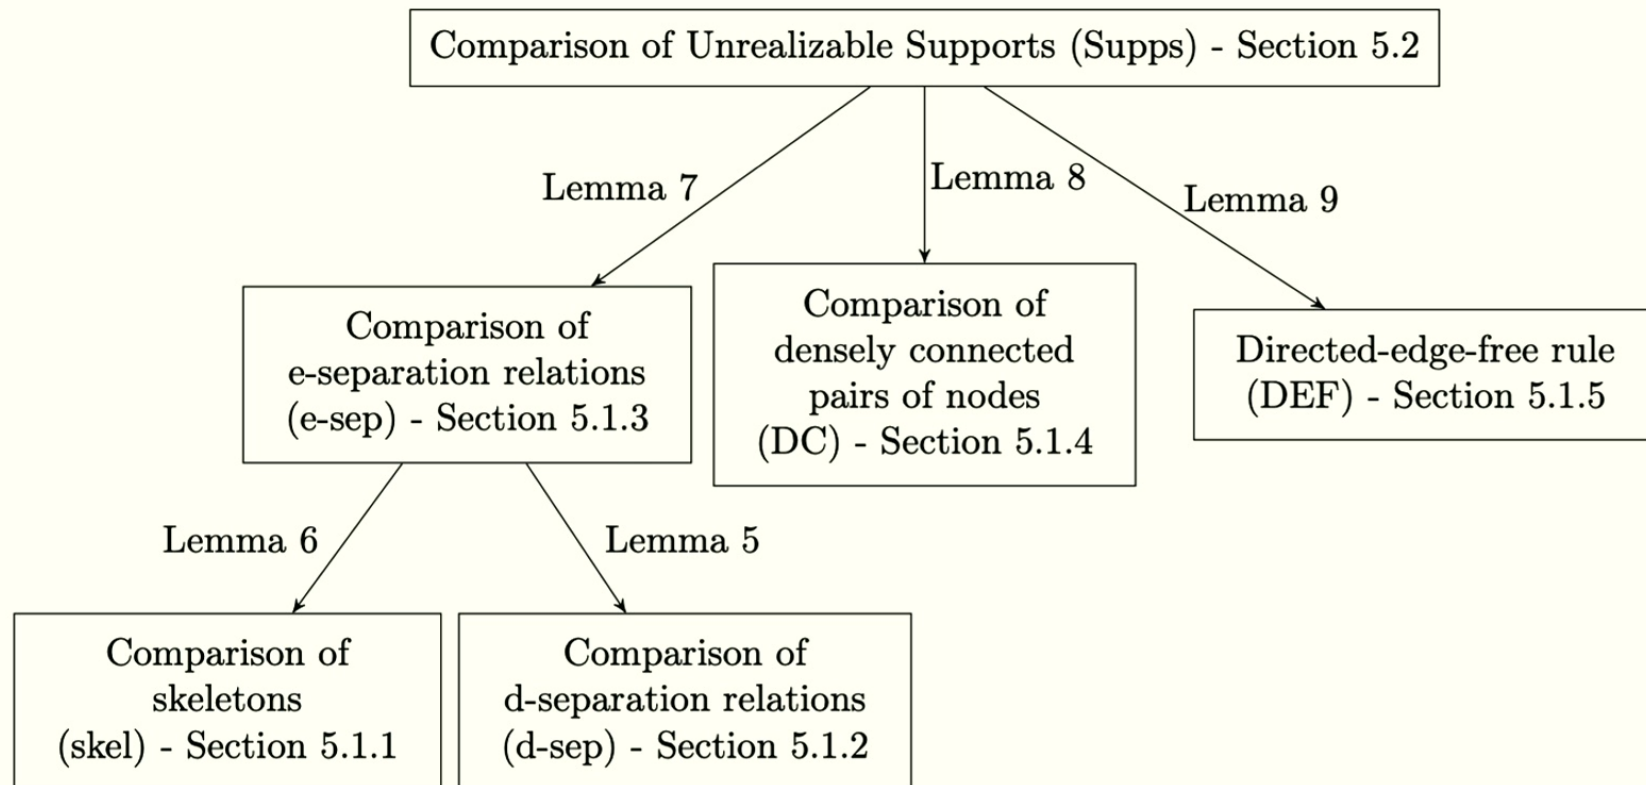 Comparison of Unrealizable Supports (Supps) - Section 5.2
Lemma 7
Lemma 8
Lemma 9
Comparison of
e-separation relations
(e-sep) - Section 5.1.3
Comparison of
densely connected
pairs of nodes
(DC) - Section 5.1.4
Directed-edge-free rule
(DEF) - Section 5.1.5
Lemma 6
Lemma 5
Comparison of
skeletons
(skel) - Section 5.1.1
Comparison of
d-separation relations
(d-sep) - Section 5.1.2